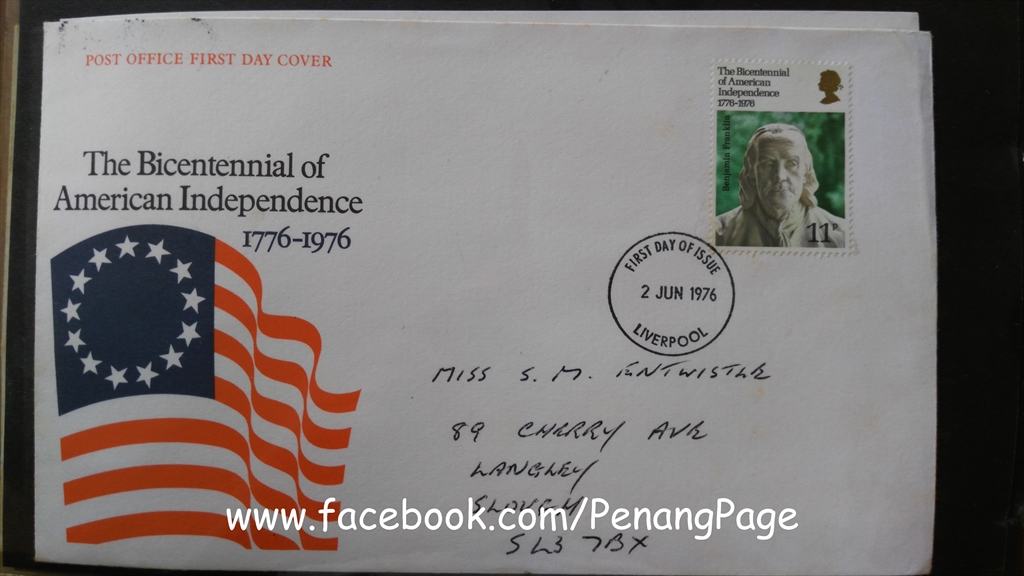 POST OFFICE FIRST DAY COVER
The Bicentennial of
American Independence
1776-1976
The Bicentennial
of American
Independence
1776-1976
Benjamin Franklin
11P
FIRST DAY OF ISSUE
2 JUN 1976
LIVERPOOL
MISS S. M. ENTWISTLE
89 CHERRY AVE
LANGLEY
SLOUGH
SL3 7BX
www.facebook.com/PenangPage